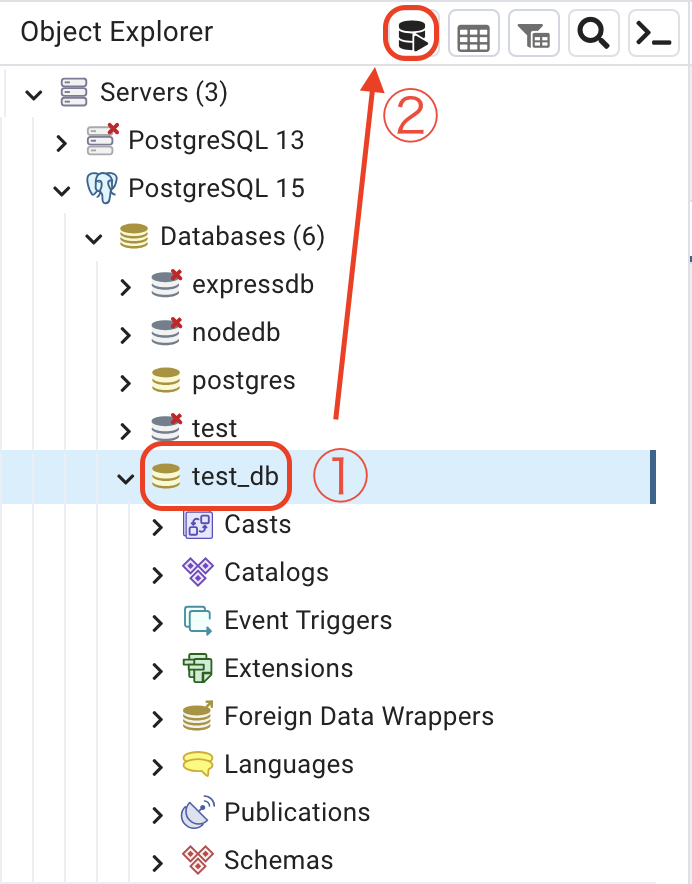 Object Explorer
②
Servers (3)
PostgreSQL 13
PostgreSQL 15
Databases (6)
expressdb
nodedb
postgres
test
test_db ①
Casts
Catalogs
Event Triggers
Extensions
Foreign Data Wrappers
Languages
Publications
Schemas